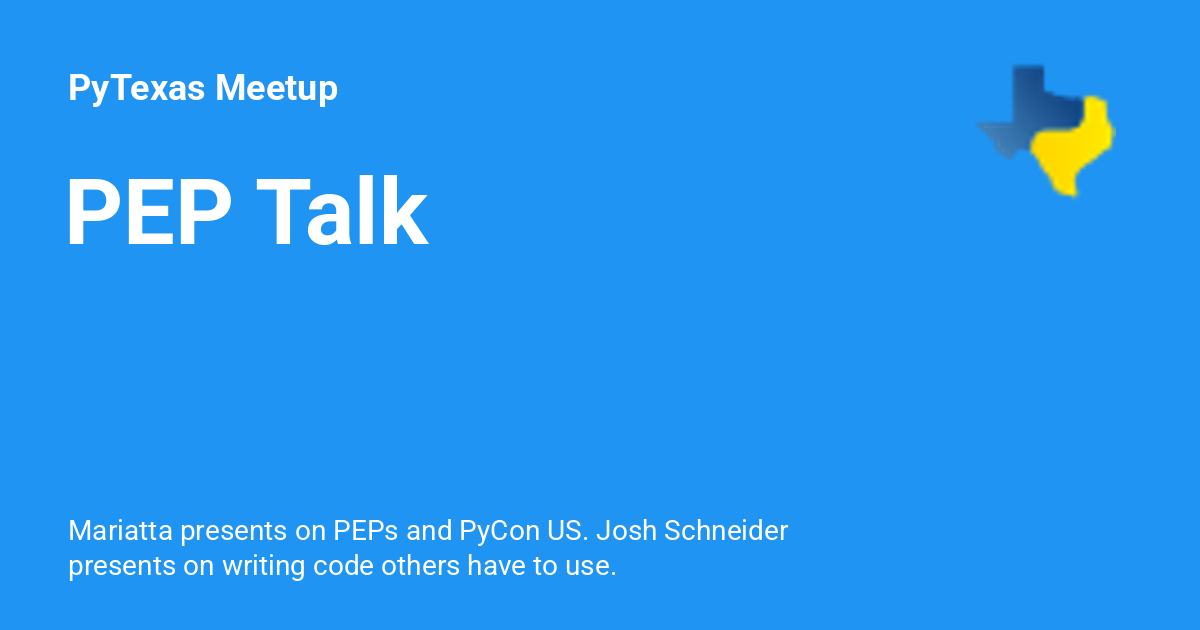 PyTexas Meetup
PEP Talk
Mariatta presents on PEPs and PyCon US. Josh Schneider
presents on writing code others have to use.